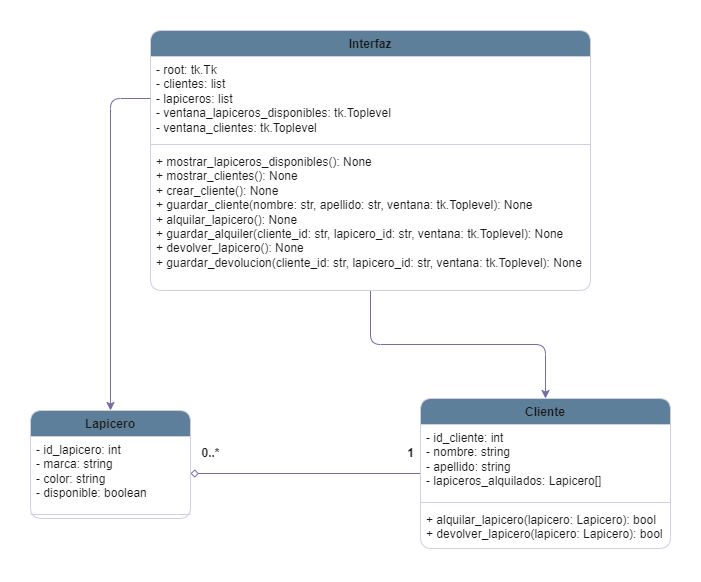 Interfaz
- root: tk.Tk
- clientes: list
- lapiceros: list
- ventana_lapiceros_disponibles: tk.Toplevel
- ventana_clientes: tk.Toplevel
+ mostrar_lapiceros_disponibles(): None
+ mostrar_clientes(): None
+ crear_cliente(): None
+ guardar_cliente(nombre: str, apellido: str, ventana: tk.Toplevel): None
+ alquilar_lapicero(): None
+ guardar_alquiler(cliente_id: str, lapicero_id: str, ventana: tk.Toplevel): None
+ devolver_lapicero(): None
+ guardar_devolucion(cliente_id: str, lapicero_id: str, ventana: tk.Toplevel): None
Lapicero
- id_lapicero: int
- marca: string
- color: string
- disponible: boolean
0..*
1
Cliente
- id_cliente: int
- nombre: string
- apellido: string
- lapiceros_alquilados: Lapicero[]
+ alquilar_lapicero(lapicero: Lapicero): bool
+ devolver_lapicero(lapicero: Lapicero): bool